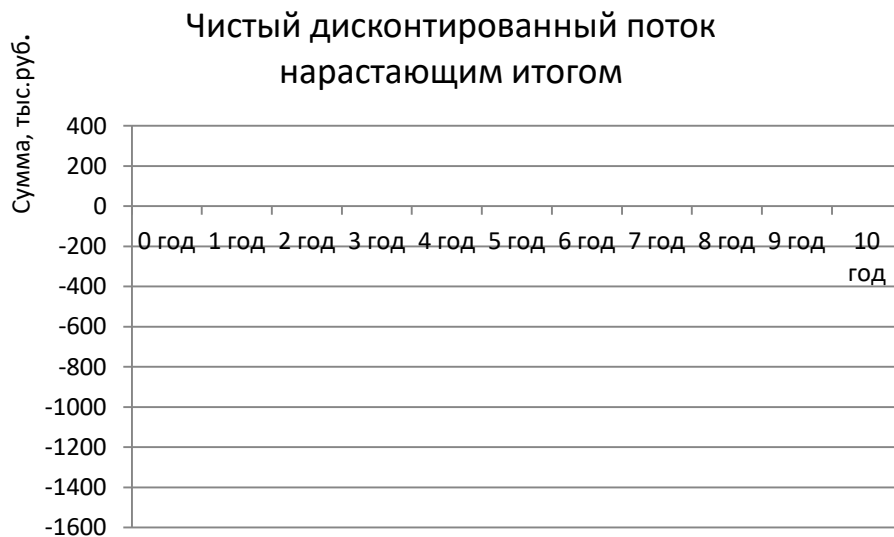 Чистый дисконтированный поток
нарастающим итогом
Сумма, тыс.руб.
400
200
0
-200
-400
-600
-800
-1000
-1200
-1400
-1600
0 год 1 год 2 год 3 год 4 год 5 год 6 год 7 год 8 год 9 год 10
год